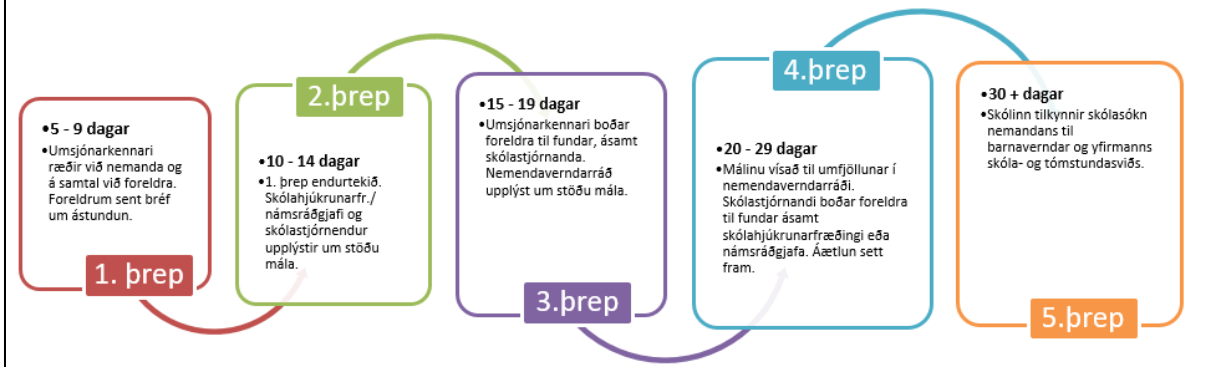 •5 - 9 dagar
•Umsjónarkennari
ræðir við nemanda og
á samtal við foreldra.
Foreldrum sent bréf
um ástundun.
1. þrep
2.þrep
•10 - 14 dagar
•1. þrep endurtekið.
Skólahjúkrunarfr./
námsráðgjafi og
skólastjórnendur
upplýstir um stöðu
mála.
•15 - 19 dagar
•Umsjónarkennari boðar
foreldra til fundar, ásamt
skólastjórnanda.
Nemendaverndarráð
upplýst um stöðu mála.
3.þrep
4.þrep
•20 - 29 dagar
•Málinu vísað til umfjöllunar í
nemendaverndarráði.
Skólastjórnandi boðar foreldra
til fundar ásamt
skólahjúkrunarfræðingi eða
námsráðgjafa. Áætlun sett
fram.
•30 + dagar
•Skólinn tilkynnir skólasókn
nemandans til
barnaverndar og yfirmanns
skóla- og tómstundasviðs.
5.þrep